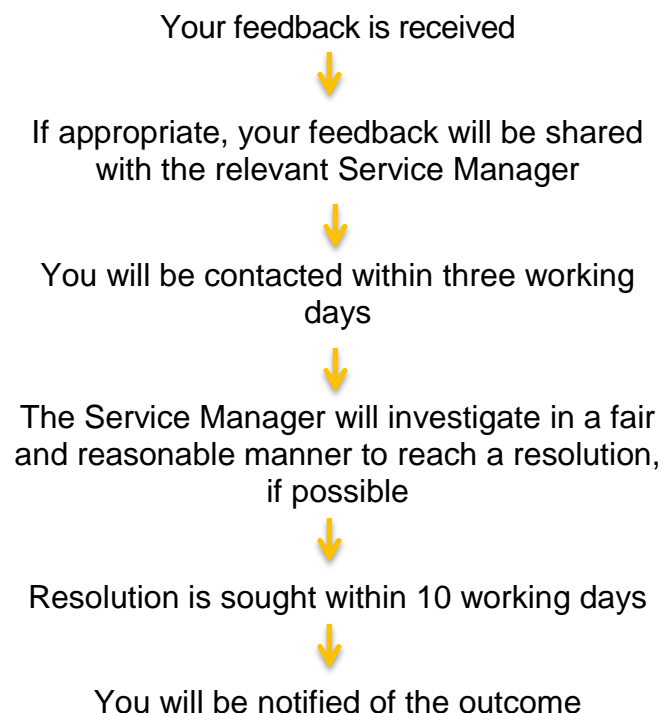 Your feedback is received
If appropriate, your feedback will be shared
with the relevant Service Manager
You will be contacted within three working
days
The Service Manager will investigate in a fair
and reasonable manner to reach a resolution,
if possible
Resolution is sought within 10 working days
You will be notified of the outcome